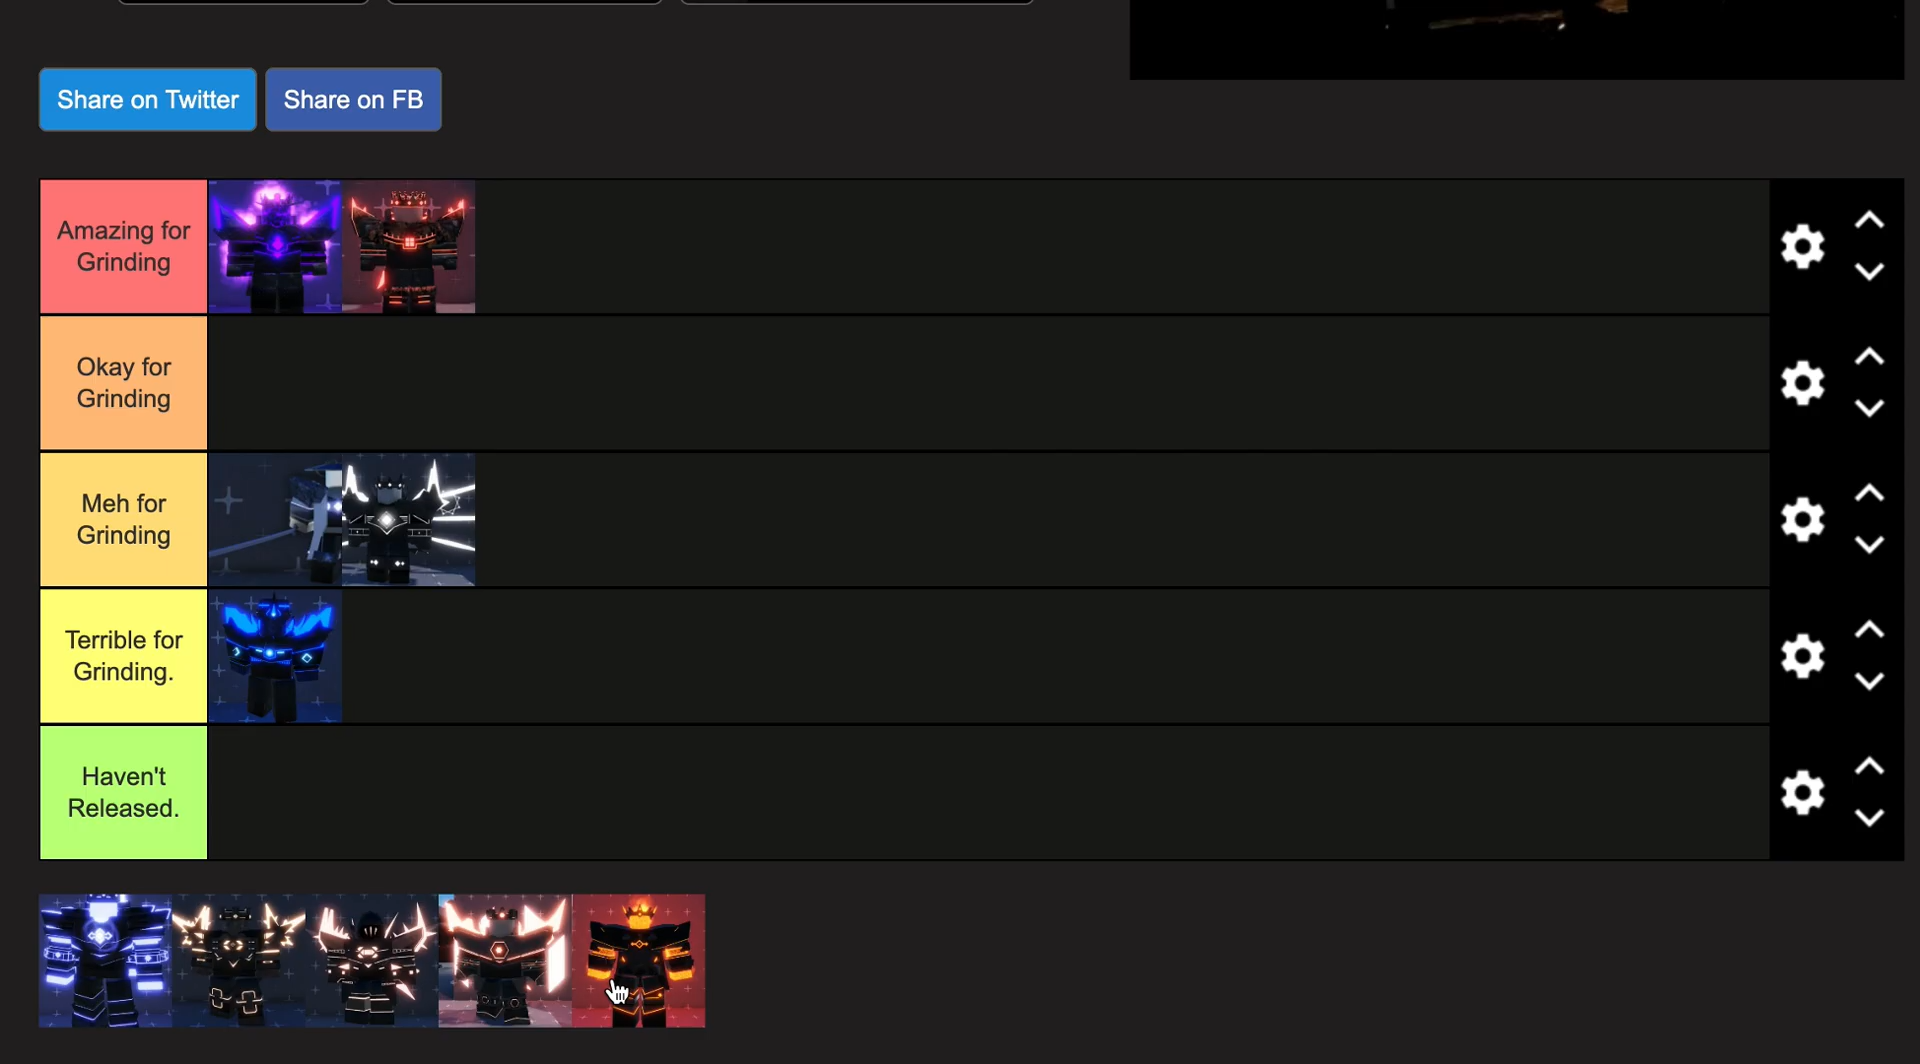 Share on Twitter
Share on FB
Amazing for
Grinding
Okay for
Grinding
Meh for
Grinding
Terrible for
Grinding.
Haven't
Released.